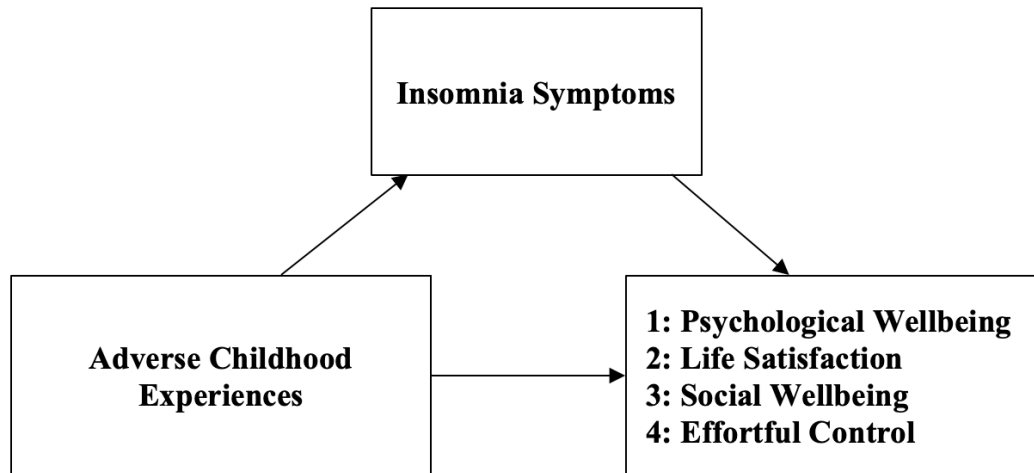 Insomnia Symptoms
Adverse Childhood
Experiences
1: Psychological Wellbeing
2: Life Satisfaction
3: Social Wellbeing
4: Effortful Control